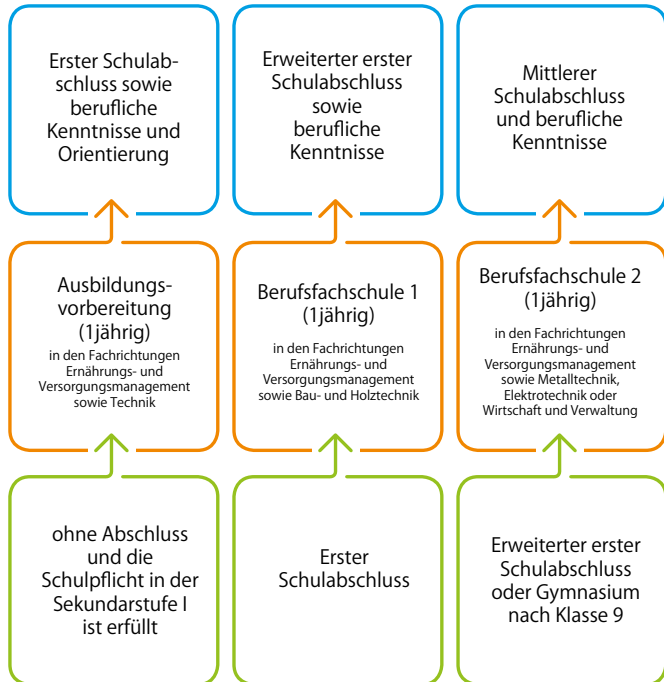 Erster Schulab-
schluss sowie
berufliche
Kenntnisse und
Orientierung
Erweiterter erster
Schulabschluss
sowie
berufliche
Kenntnisse
Mittlerer
Schulabschluss
und berufliche
Kenntnisse
Ausbildungs-
vorbereitung
(1jährig)
in den Fachrichtungen
Ernährungs- und
Versorgungsmanagement
sowie Technik
Berufsfachschule 1
(1jährig)
in den Fachrichtungen
Ernährungs- und
Versorgungsmanagement
sowie Bau- und Holztechnik
Berufsfachschule 2
(1jährig)
in den Fachrichtungen
Ernährungs- und
Versorgungsmanagement
sowie Metalltechnik,
Elektrotechnik oder
Wirtschaft und Verwaltung
ohne Abschluss
und die
Schulpflicht in der
Sekundarstufe I
ist erfüllt
Erster
Schulabschluss
Erweiterter erster
Schulabschluss
oder Gymnasium
nach Klasse 9